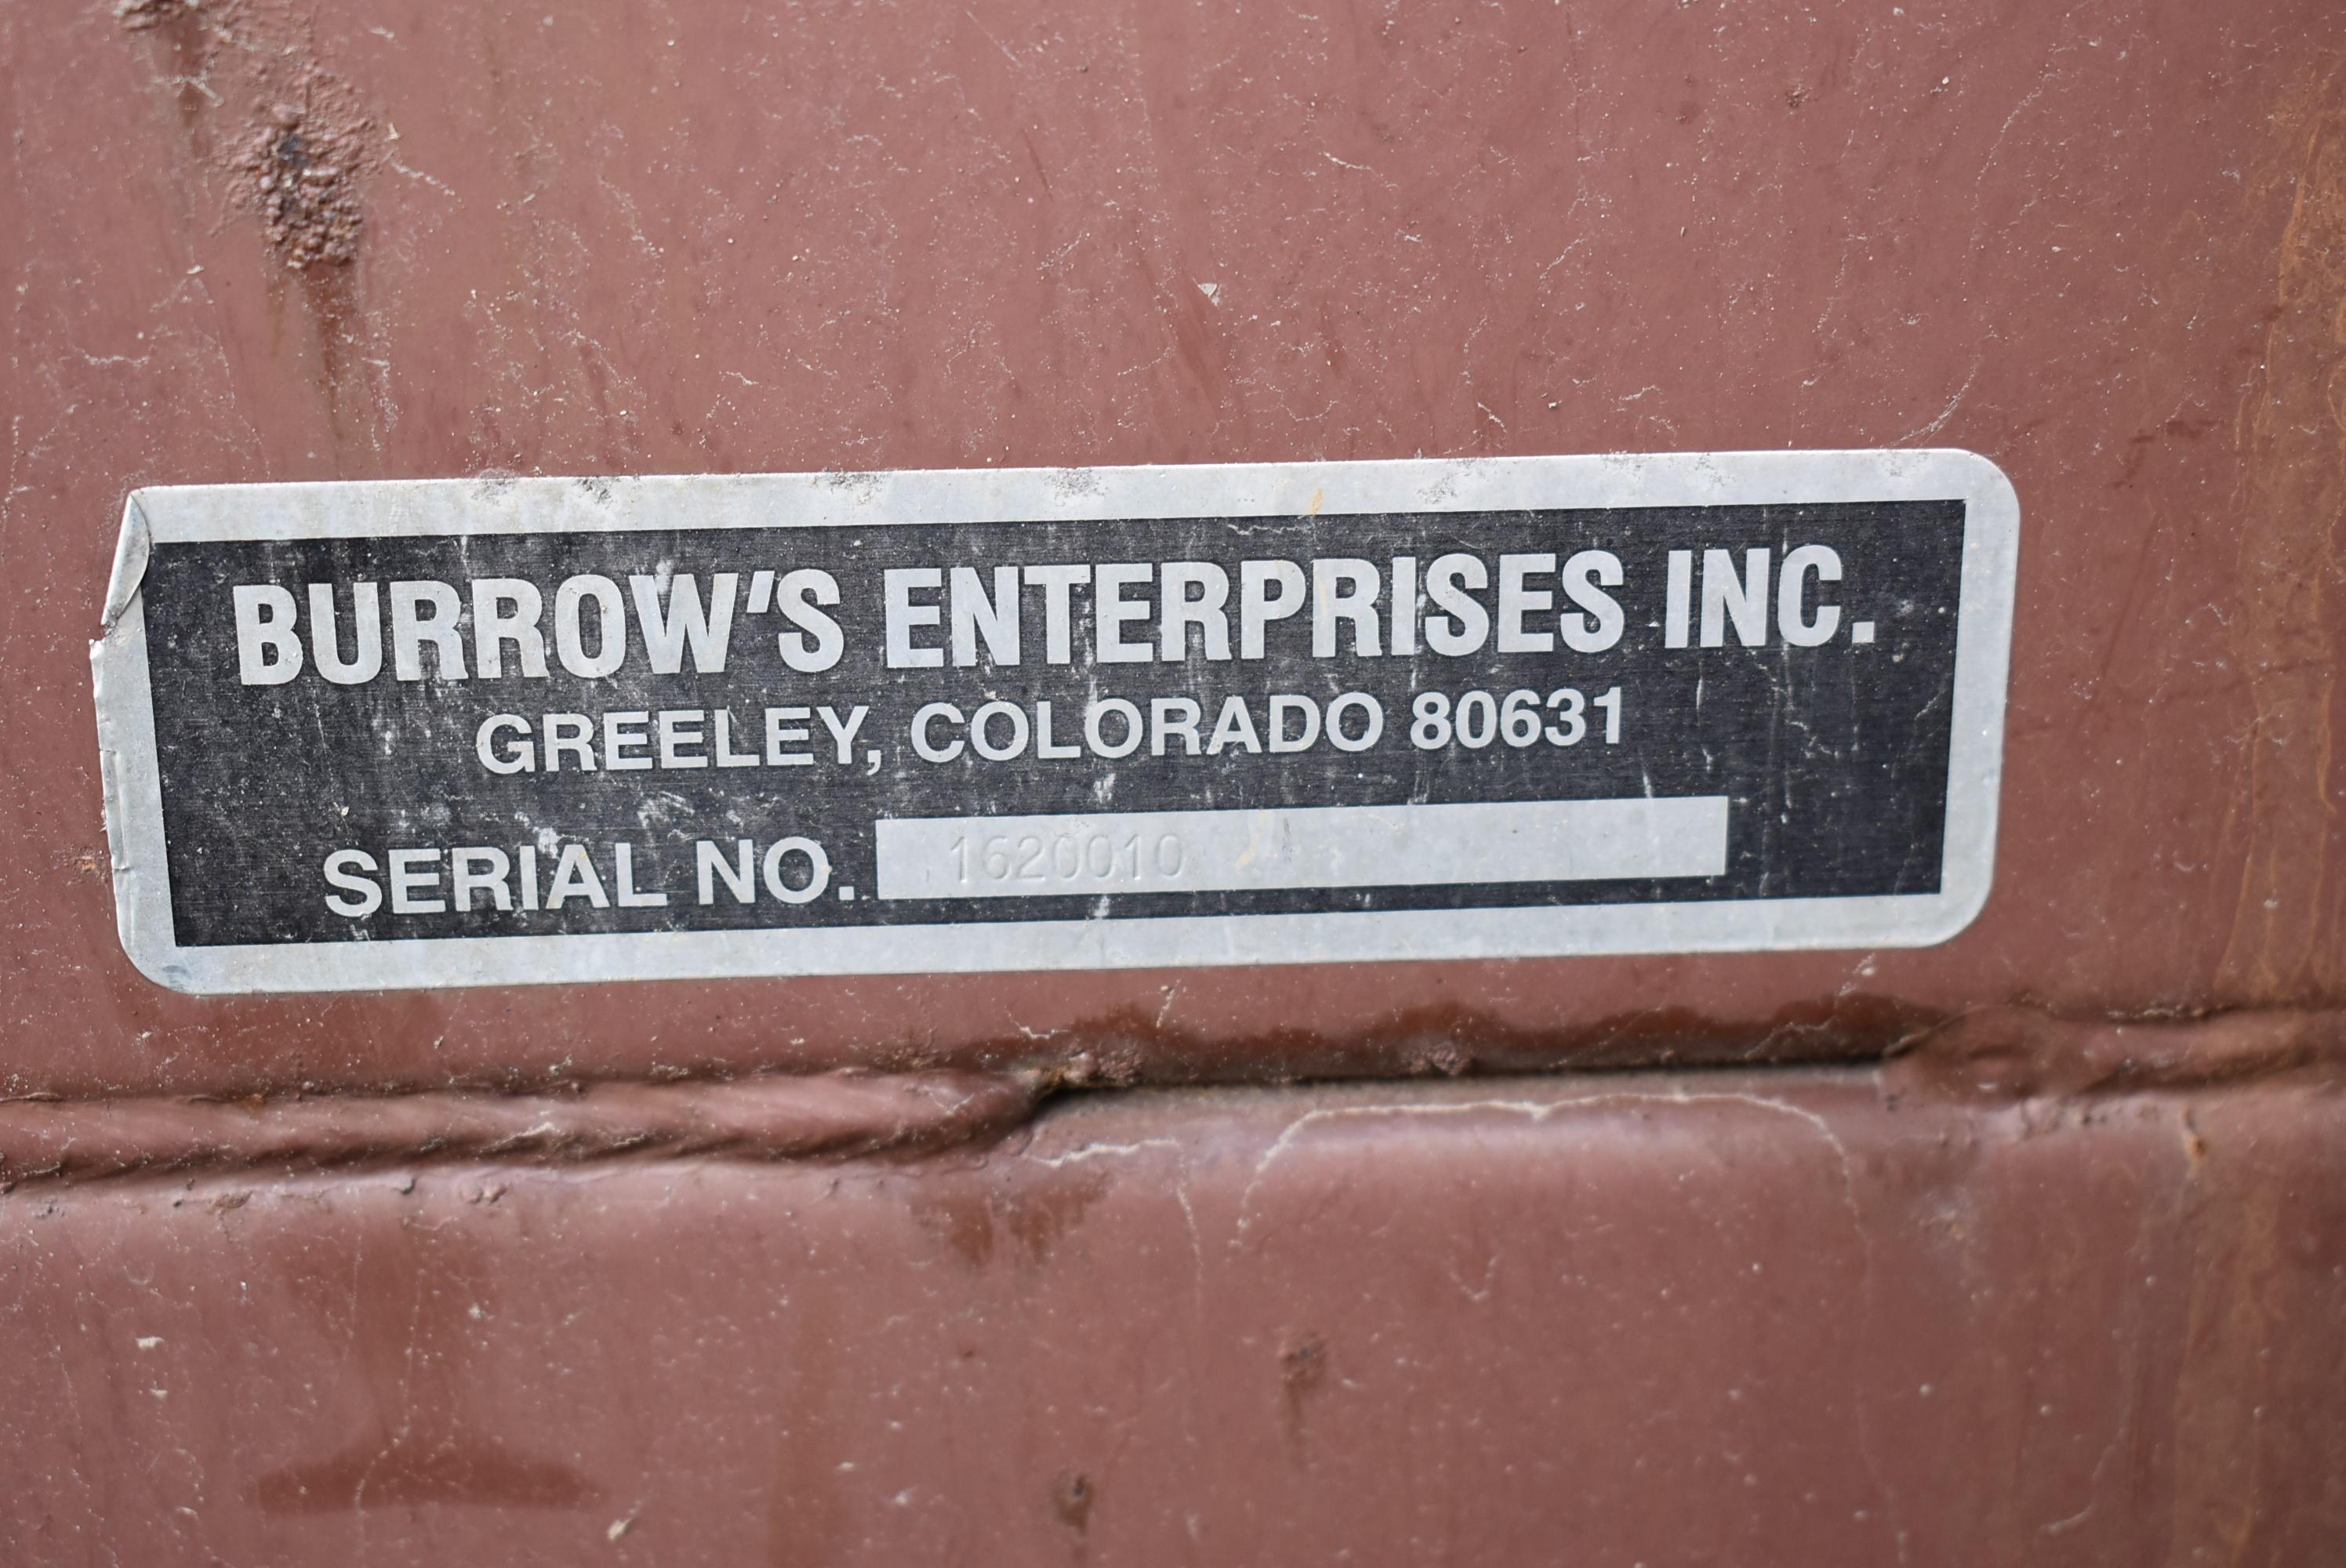 BURROW'S ENTERPRISES INC.
GREELEY, COLORADO 80631
SERIAL NO. 1620010